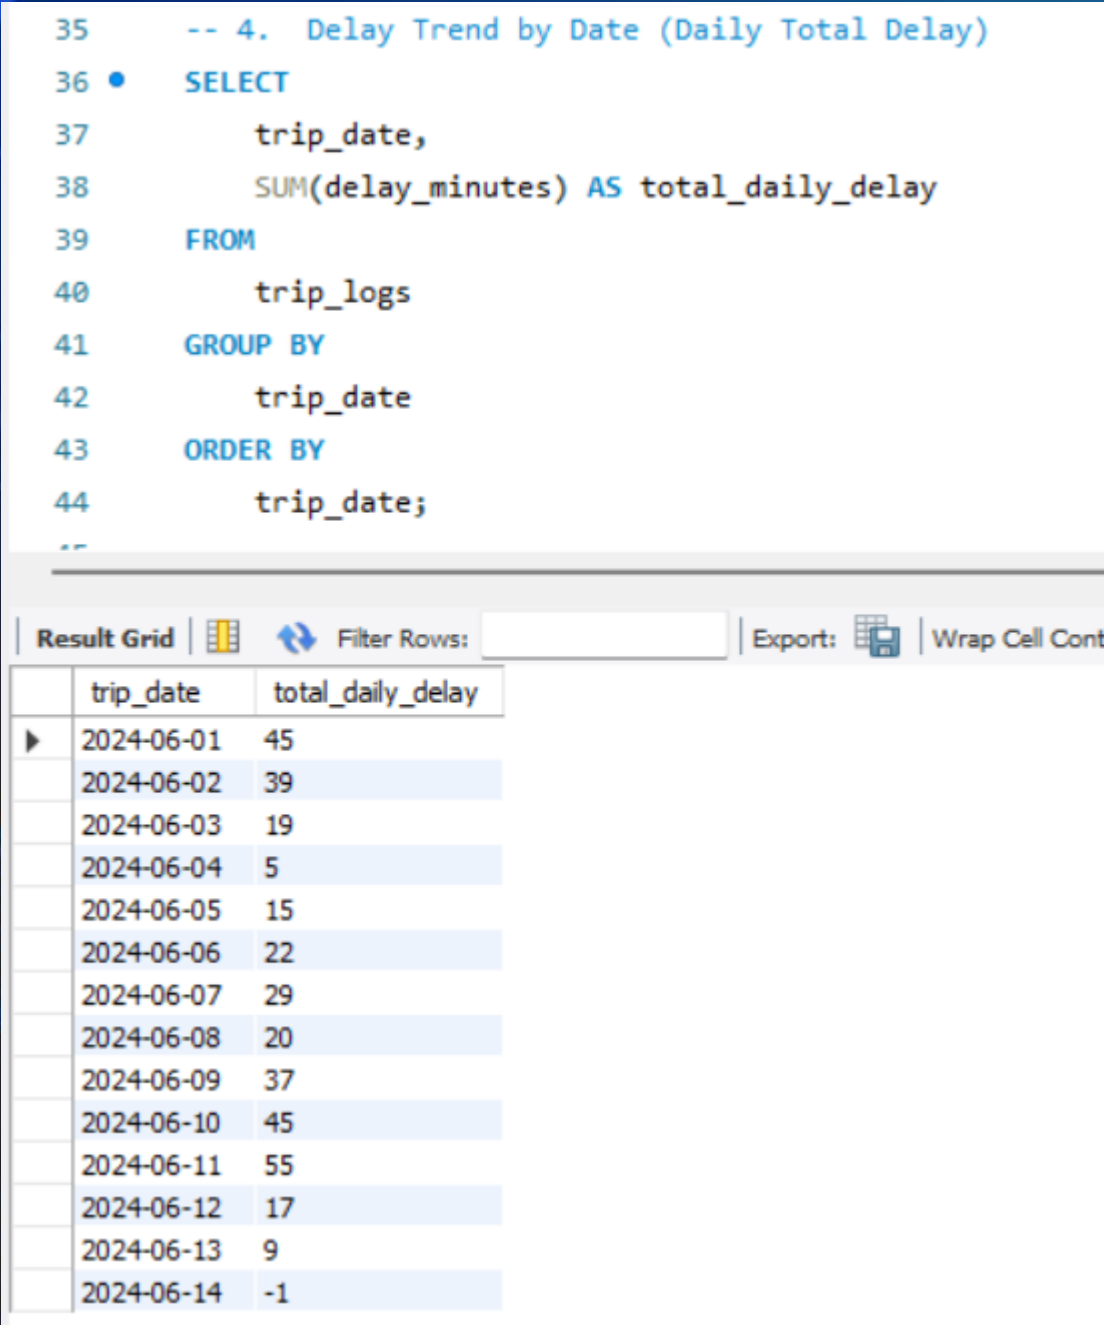 35 -- 4.  Delay Trend by Date (Daily Total Delay)
36 SELECT
37 trip_date,
38 SUM(delay_minutes) AS total_daily_delay
39 FROM
40 trip_logs
41 GROUP BY
42 trip_date
43 ORDER BY
44 trip_date;
Result Grid Filter Rows: Export: Wrap Cell Cont
trip_date total_daily_delay
2024-06-01 45
2024-06-02 39
2024-06-03 19
2024-06-04 5
2024-06-05 15
2024-06-06 22
2024-06-07 29
2024-06-08 20
2024-06-09 37
2024-06-10 45
2024-06-11 55
2024-06-12 17
2024-06-13 9
2024-06-14 -1